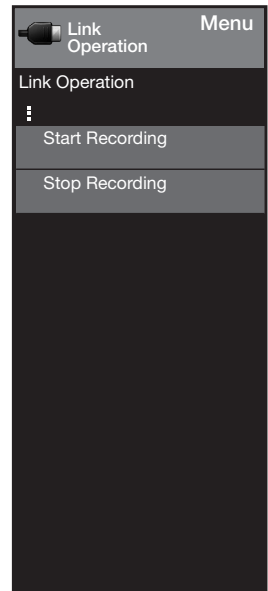 Link
Operation
Menu
Link Operation
Start Recording
Stop Recording